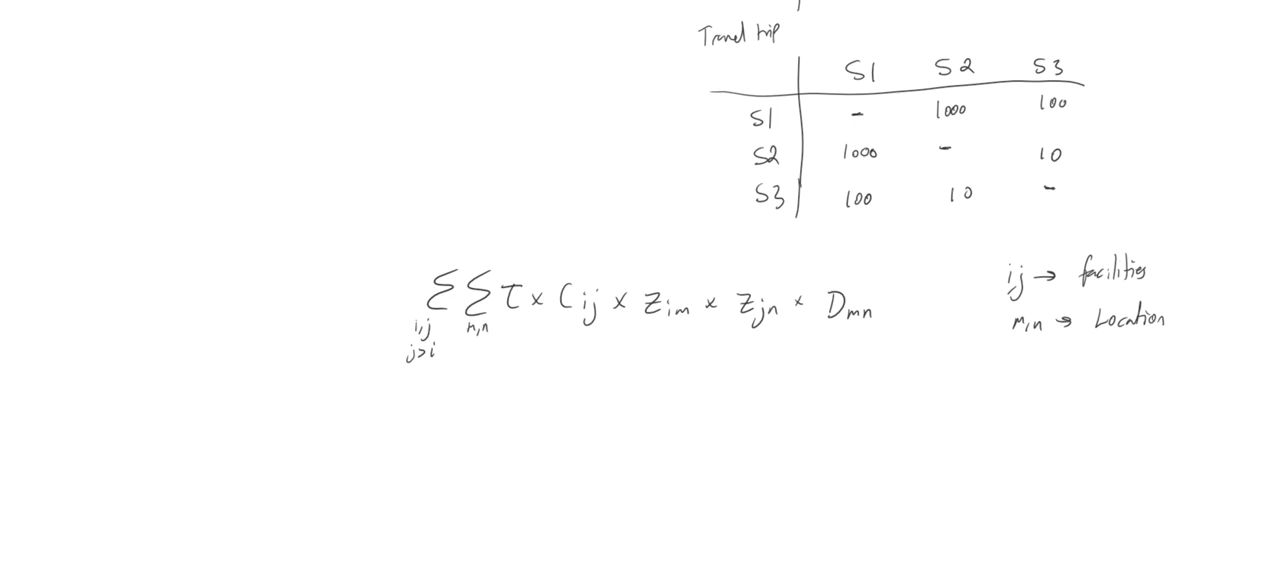 Travel trip
S1 S2 S3
S1 - 1000 100
S2 1000 - 10
S3 100 10 -
Σ Σ τ × Cij × Zim × Zjn × Dmn
i,j m,n
j>i
i,j → facilities
m,n → Location